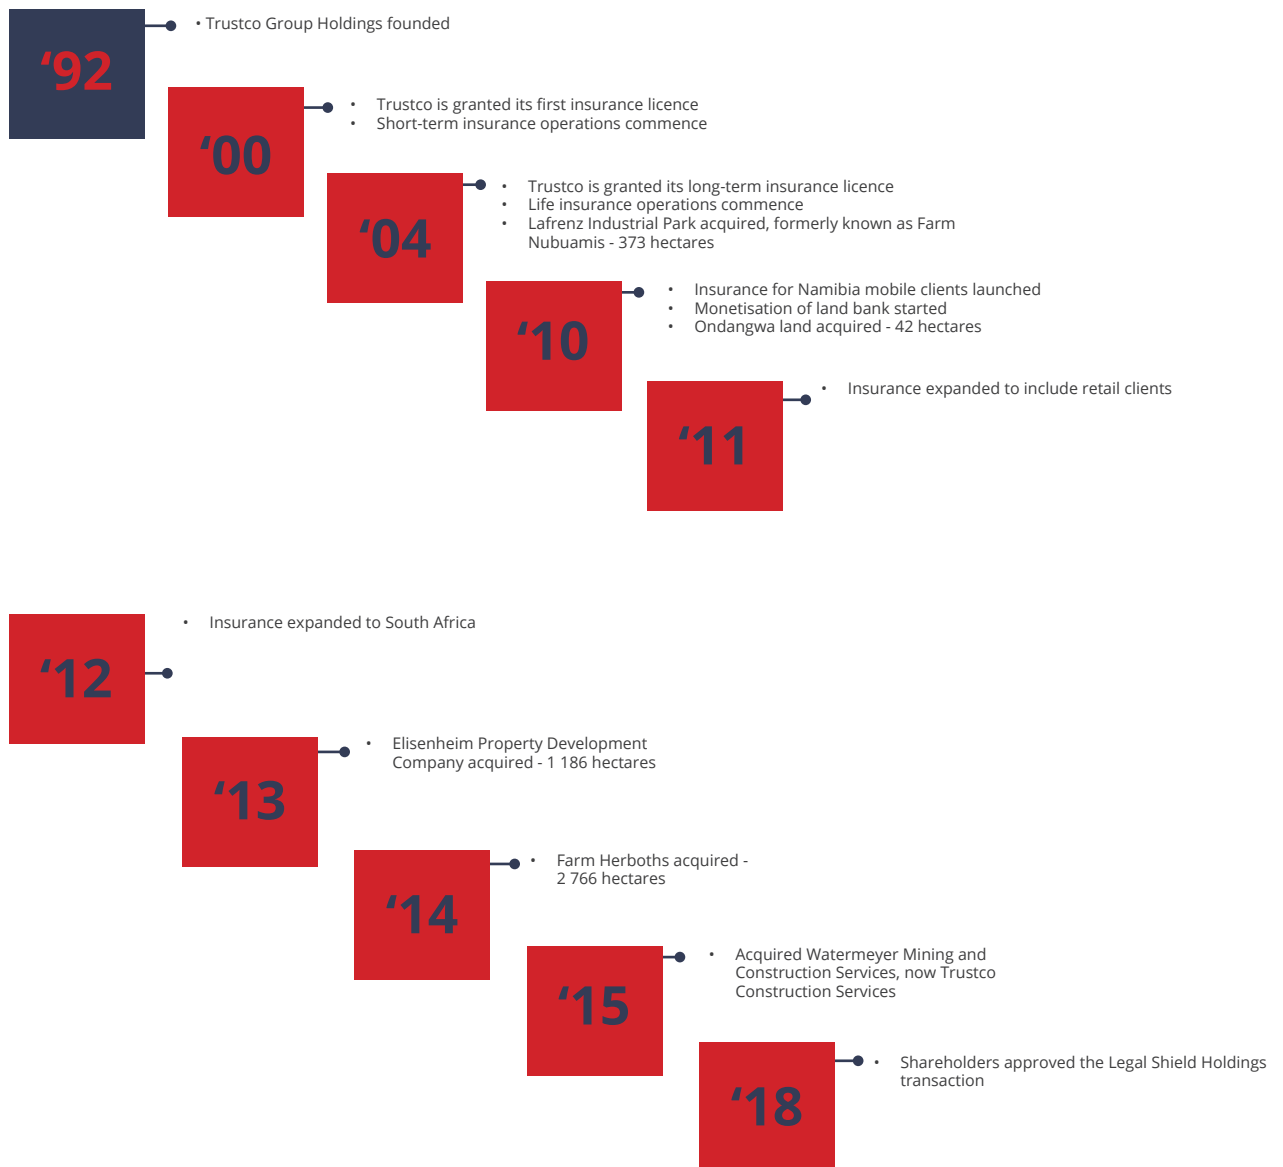 ‘92
• Trustco Group Holdings founded
‘00
• Trustco is granted its first insurance licence
• Short-term insurance operations commence
‘04
• Trustco is granted its long-term insurance licence
• Life insurance operations commence
• Lafrenz Industrial Park acquired, formerly known as Farm
Nubuamis - 373 hectares
‘10
• Insurance for Namibia mobile clients launched
• Monetisation of land bank started
• Ondangwa land acquired - 42 hectares
‘11
• Insurance expanded to include retail clients
‘12
• Insurance expanded to South Africa
‘13
• Elisenheim Property Development
Company acquired - 1 186 hectares
‘14
• Farm Herboths acquired -
2 766 hectares
‘15
• Acquired Watermeyer Mining and
Construction Services, now Trustco
Construction Services
‘18
• Shareholders approved the Legal Shield Holdings
transaction